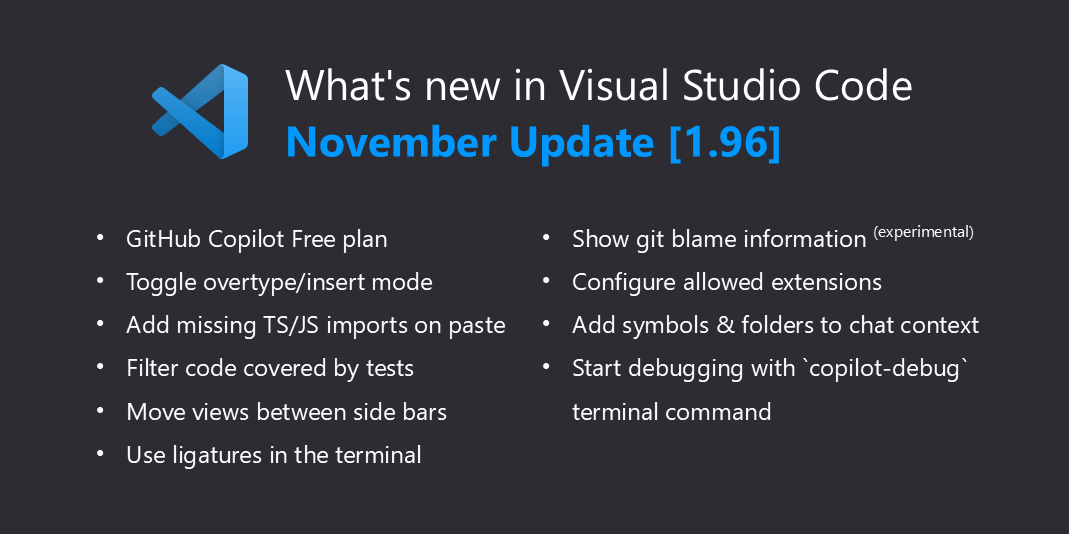 What's new in Visual Studio Code
November Update [1.96]
• GitHub Copilot Free plan
• Toggle overtype/insert mode
• Add missing TS/JS imports on paste
• Filter code covered by tests
• Move views between side bars
• Use ligatures in the terminal
• Show git blame information (experimental)
• Configure allowed extensions
• Add symbols & folders to chat context
• Start debugging with `copilot-debug`
terminal command